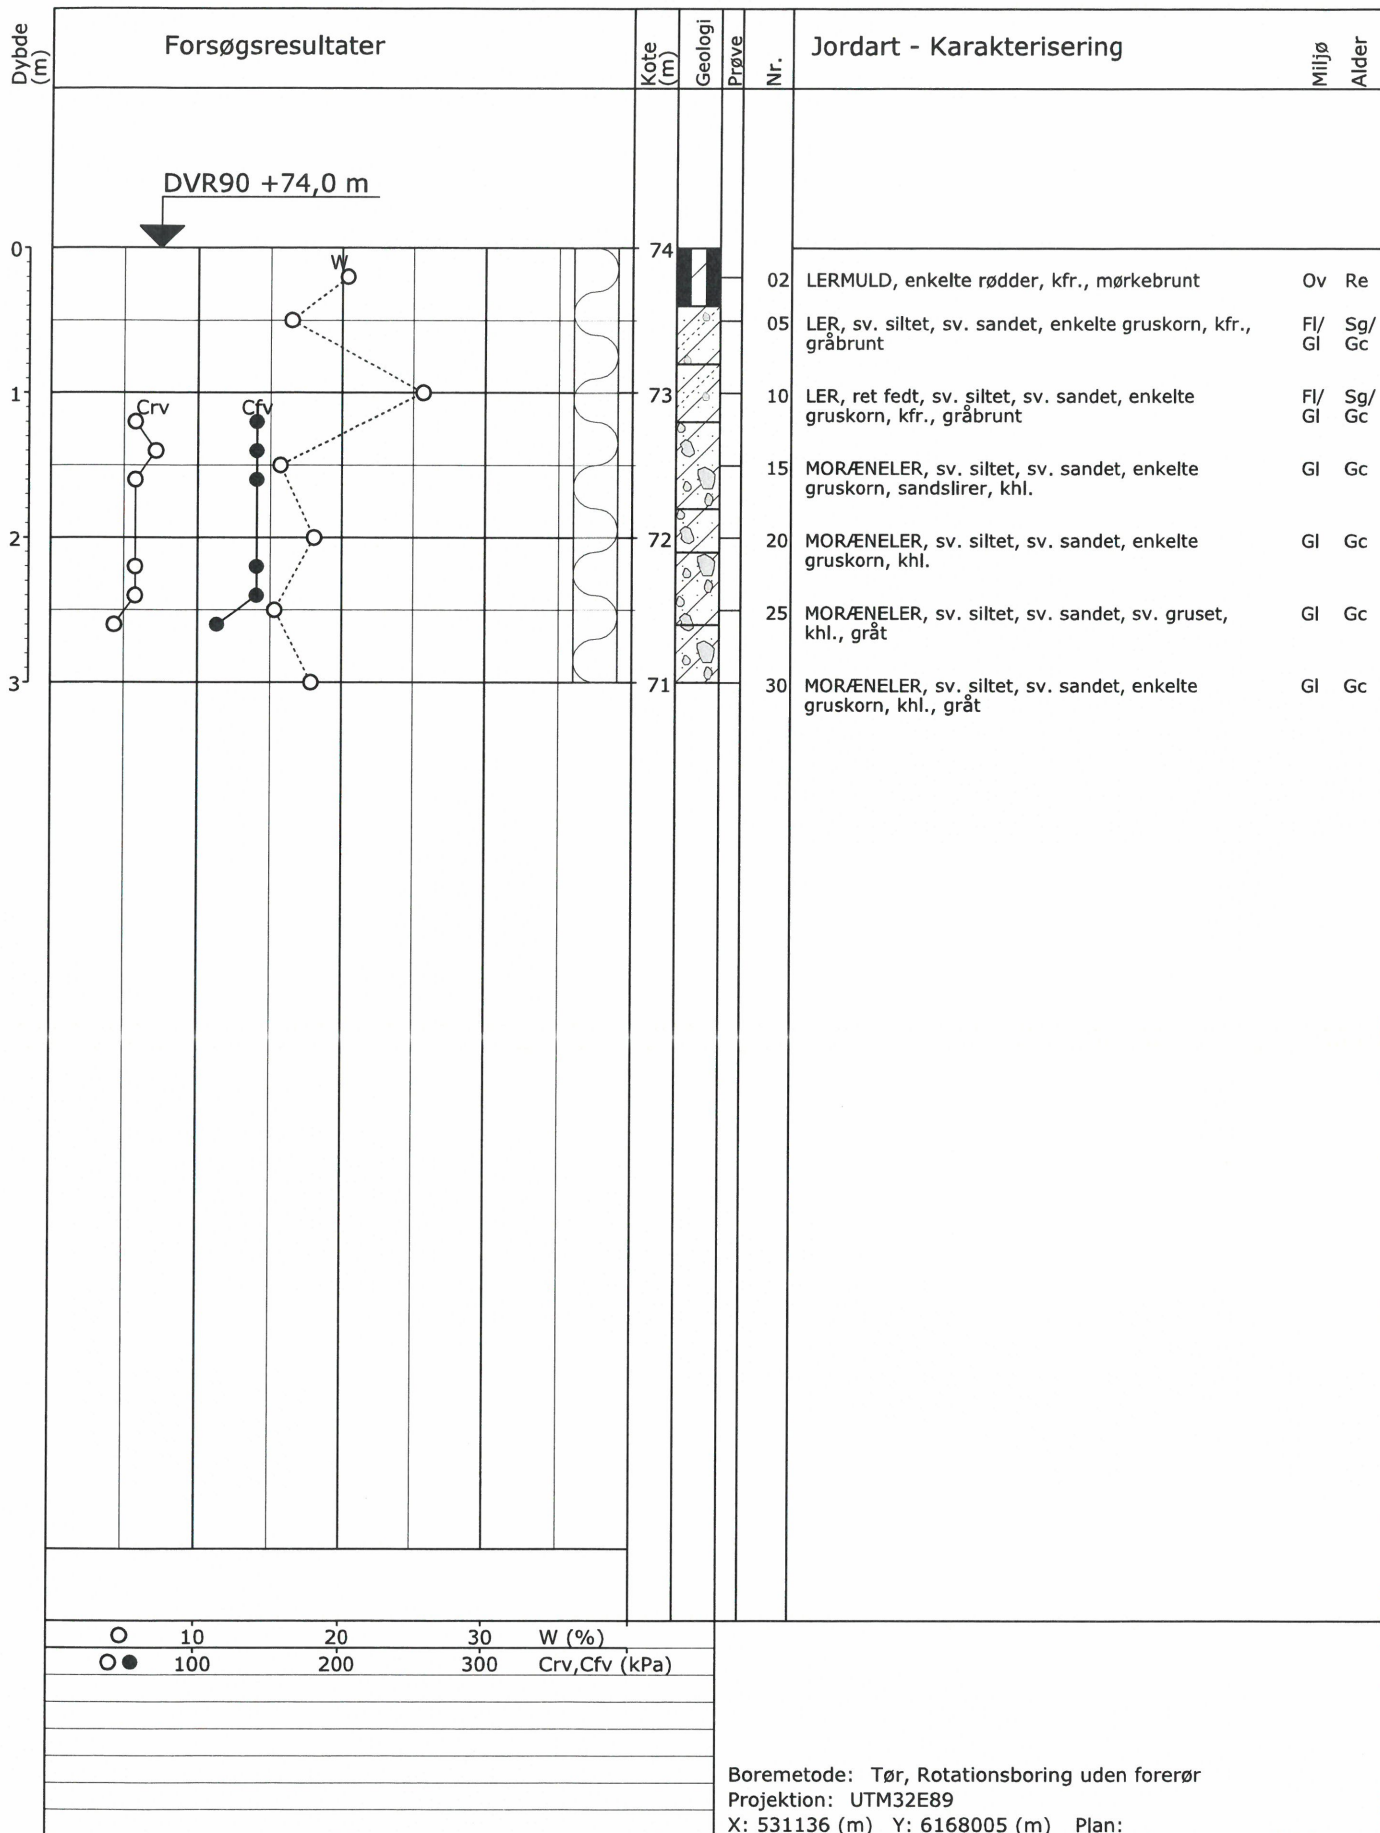 Dybde
(m)
Forsøgsresultater
Kote
(m)
Geologi
Prøve
Nr.
Jordart - Karakterisering
Miljø
Alder
DVR90 +74,0 m
0
74
W
02 LERMULD, enkelte rødder, kfr., mørkebrunt Ov Re
05 LER, sv. siltet, sv. sandet, enkelte gruskorn, kfr., Fl/ Sg/
gråbrunt Gl Gc
1
73
Crv Cfv
10 LER, ret fedt, sv. siltet, sv. sandet, enkelte Fl/ Sg/
gruskorn, kfr., gråbrunt Gl Gc
15 MORÆNELER, sv. siltet, sv. sandet, enkelte Gl Gc
gruskorn, sandslirer, khl.
2
72
20 MORÆNELER, sv. siltet, sv. sandet, enkelte Gl Gc
gruskorn, khl.
25 MORÆNELER, sv. siltet, sv. sandet, sv. gruset, Gl Gc
khl., gråt
3
71
30 MORÆNELER, sv. siltet, sv. sandet, enkelte Gl Gc
gruskorn, khl., gråt
10 20 30 W (%)
100 200 300 Crv,Cfv (kPa)
Boremetode: Tør, Rotationsboring uden forerør
Projektion: UTM32E89
X: 531136 (m) Y: 6168005 (m) Plan: